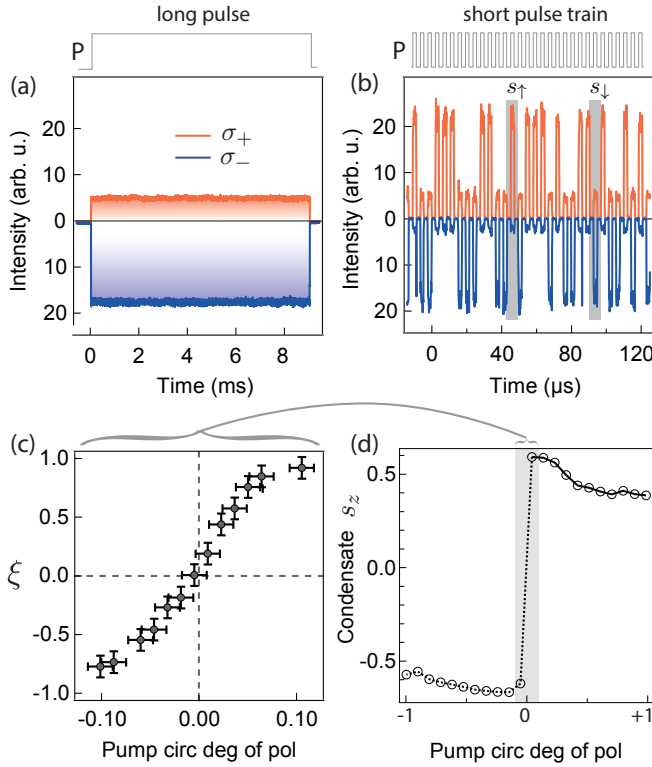 long pulse
short pulse train
P
P
(a)
(b)
s↑
s↓
σ+
σ−
Intensity (arb. u.)
20
10
0
10
20
Intensity (arb. u.)
20
10
0
10
20
0
2
4
6
8
0
40
80
120
Time (ms)
Time (µs)
(c)
(d)
ξ
1.0
0.5
0.0
-0.5
-1.0
Condensate s_z
0.5
0.0
-0.5
-0.10
0.00
0.10
-1
0
+1
Pump circ deg of pol
Pump circ deg of pol